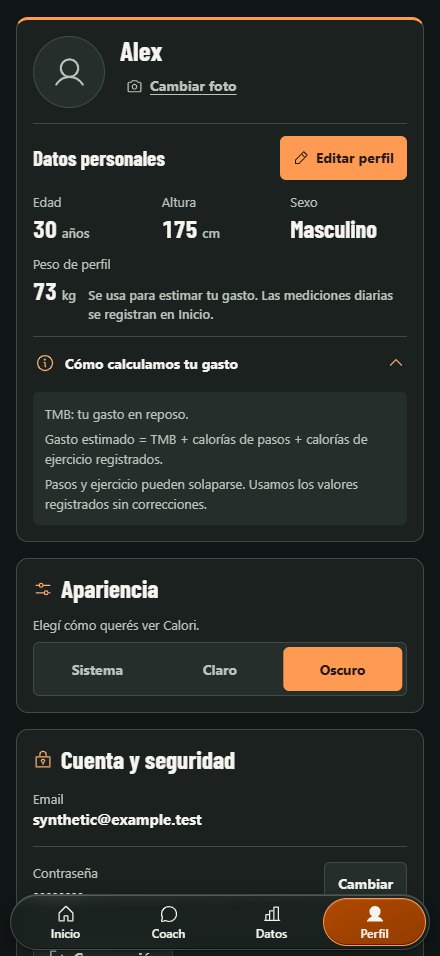 Alex
Cambiar foto
Datos personales
Editar perfil
Edad
Altura
Sexo
30 años
175 cm
Masculino
Peso de perfil
73 kg
Se usa para estimar tu gasto. Las mediciones diarias
se registran en Inicio.
Cómo calculamos tu gasto
TMB: tu gasto en reposo.
Gasto estimado = TMB + calorías de pasos + calorías de
ejercicio registrados.
Pasos y ejercicio pueden solaparse. Usamos los valores
registrados sin correcciones.
Apariencia
Elegí cómo querés ver Calori.
Sistema
Claro
Oscuro
Cuenta y seguridad
Email
synthetic@example.test
Contraseña
Cambiar
Inicio
Coach
Datos
Perfil